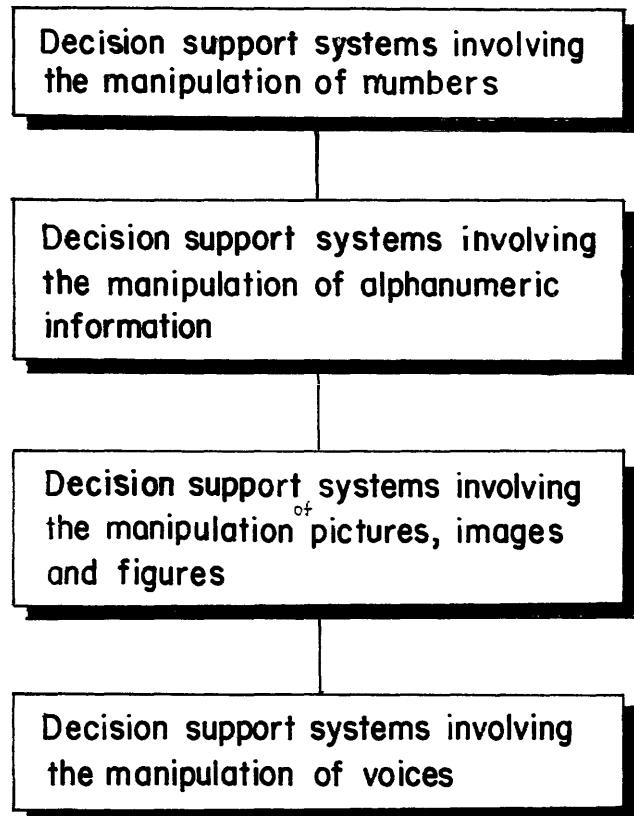 Decision support systems involving
the manipulation of numbers
Decision support systems involving
the manipulation of alphanumeric
information
Decision support systems involving
the manipulation of pictures, images
and figures
Decision support systems involving
the manipulation of voices